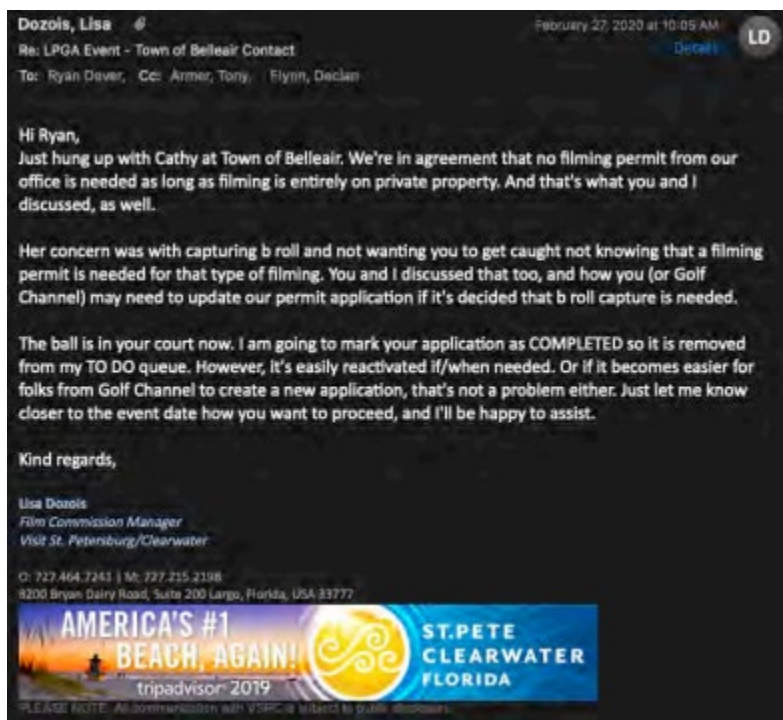 Dozois, Lisa
February 27, 2020 at 10:05 AM
LD
Re: LPGA Event - Town of Belleair Contact
Details
To: Ryan Dever, Cc: Armer, Tony, Flynn, Declan
Hi Ryan,
Just hung up with Cathy at Town of Belleair. We're in agreement that no filming permit from our
office is needed as long as filming is entirely on private property. And that's what you and I
discussed, as well.
Her concern was with capturing b roll and not wanting you to get caught not knowing that a filming
permit is needed for that type of filming. You and I discussed that too, and how you (or Golf
Channel) may need to update our permit application if it's decided that b roll capture is needed.
The ball is in your court now. I am going to mark your application as COMPLETED so it is removed
from my TO DO queue. However, it's easily reactivated if/when needed. Or if it becomes easier for
folks from Golf Channel to create a new application, that's not a problem either. Just let me know
closer to the event date how you want to proceed, and I'll be happy to assist.
Kind regards,
Lisa Dozois
Film Commission Manager
Visit St. Petersburg/Clearwater
O: 727.464.7241 | M: 727.215.2198
8200 Bryan Dairy Road, Suite 200 Largo, Florida, USA 33777
AMERICA'S #1
BEACH, AGAIN!
tripadvisor 2019
ST.PETE
CLEARWATER
FLORIDA
PLEASE NOTE: All communication with VSPC is subject to public disclosure.